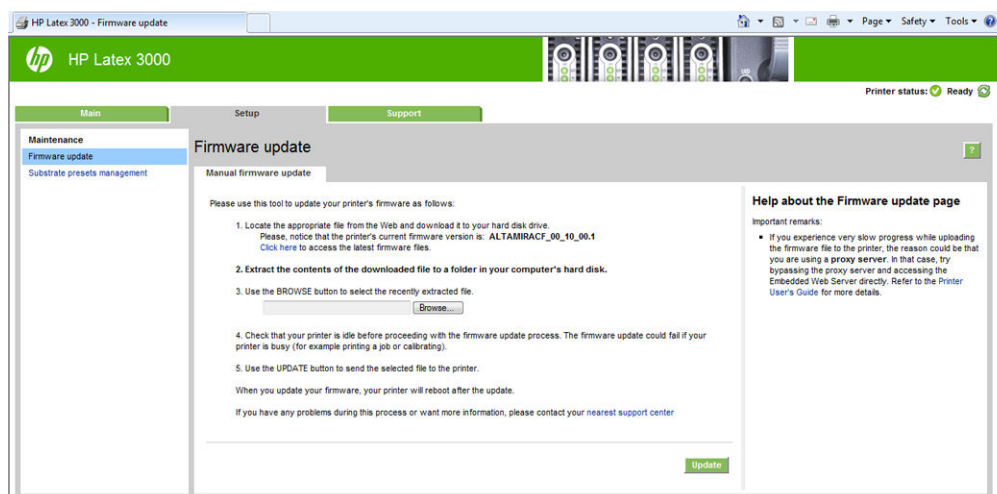 HP Latex 3000 - Firmware update
Page Safety Tools
hp HP Latex 3000
Printer status: Ready
Main Setup Support
Maintenance
Firmware update
Substrate presets management
Firmware update
?
Manual firmware update
Please use this tool to update your printer's firmware as follows:
1. Locate the appropriate file from the Web and download it to your hard disk drive.
Please, notice that the printer's current firmware version is: ALTAMIRACF_00_10_00.1
Click here to access the latest firmware files.
2. Extract the contents of the downloaded file to a folder in your computer's hard disk.
3. Use the BROWSE button to select the recently extracted file.
Browse...
4. Check that your printer is idle before proceeding with the firmware update process. The firmware update could fail if your
printer is busy (for example printing a job or calibrating).
5. Use the UPDATE button to send the selected file to the printer.
When you update your firmware, your printer will reboot after the update.
If you have any problems during this process or want more information, please contact your nearest support center
Update
Help about the Firmware update page
Important remarks:
If you experience very slow progress while uploading
the firmware file to the printer, the reason could be that
you are using a proxy server. In that case, try
bypassing the proxy server and accessing the
Embedded Web Server directly. Refer to the Printer
User's Guide for more details.